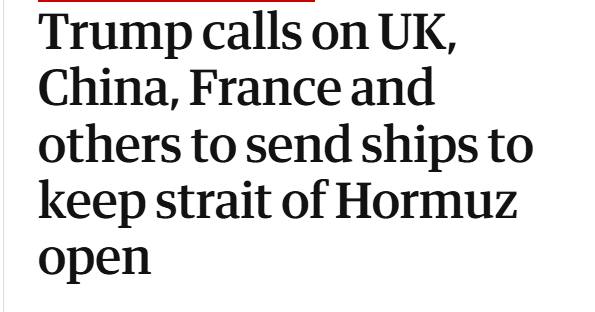 Trump calls on UK,
China, France and
others to send ships to
keep strait of Hormuz
open